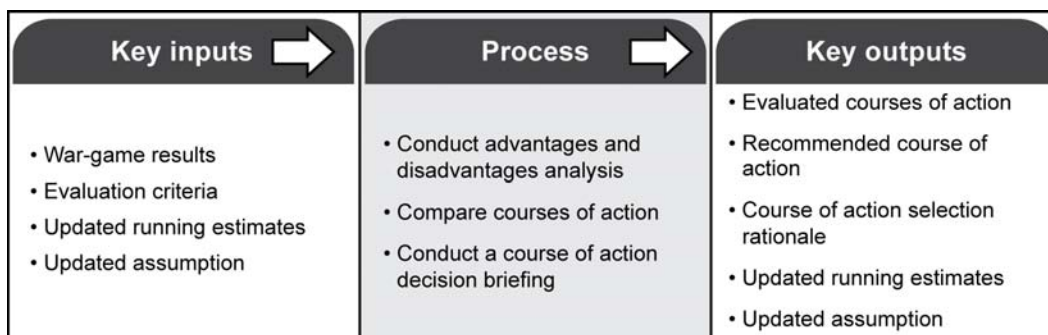 Key inputs
• War-game results
• Evaluation criteria
• Updated running estimates
• Updated assumption
Process
• Conduct advantages and
disadvantages analysis
• Compare courses of action
• Conduct a course of action
decision briefing
Key outputs
• Evaluated courses of action
• Recommended course of
action
• Course of action selection
rationale
• Updated running estimates
• Updated assumption